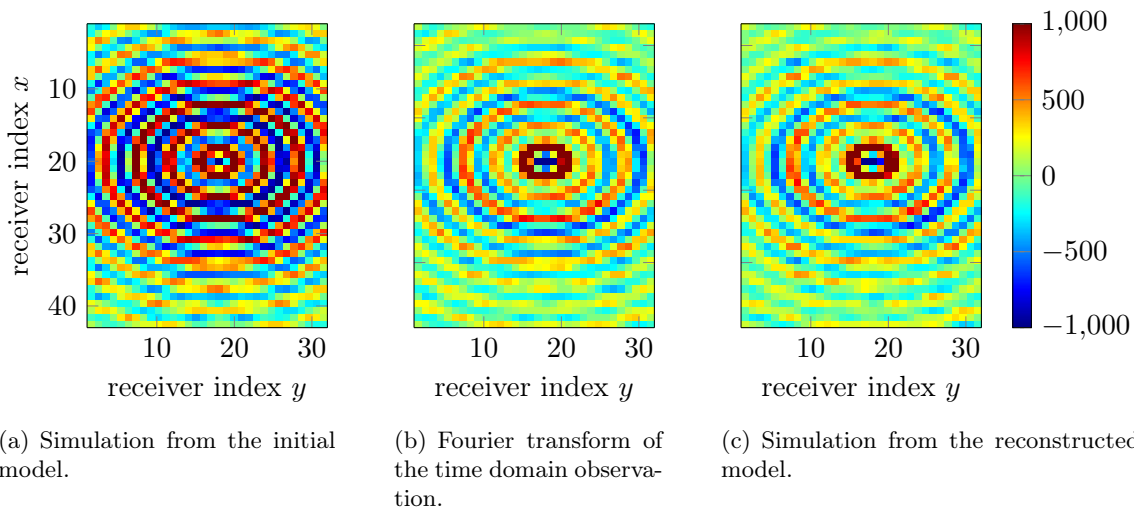 receiver index x
10
20
30
40
10 20 30
receiver index y
10 20 30
receiver index y
10 20 30
receiver index y
1,000
500
0
−500
−1,000
(a) Simulation from the initial
model.
(b) Fourier transform of
the time domain observa-
tion.
(c) Simulation from the reconstructed
model.